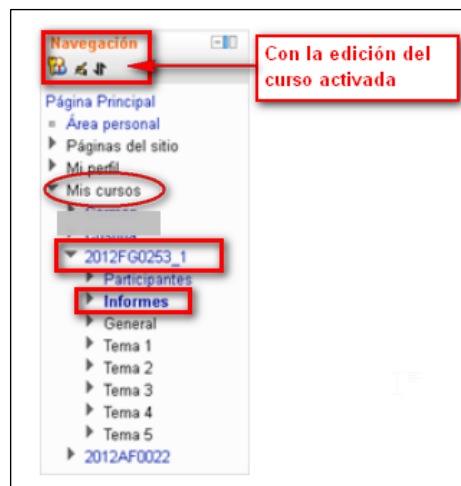 Navegación
Con la edición del
curso activada
Página Principal
Área personal
Páginas del sitio
Mi perfil
Mis cursos
2012FG0253_1
Participantes
Informes
General
Tema 1
Tema 2
Tema 3
Tema 4
Tema 5
2012AF0022